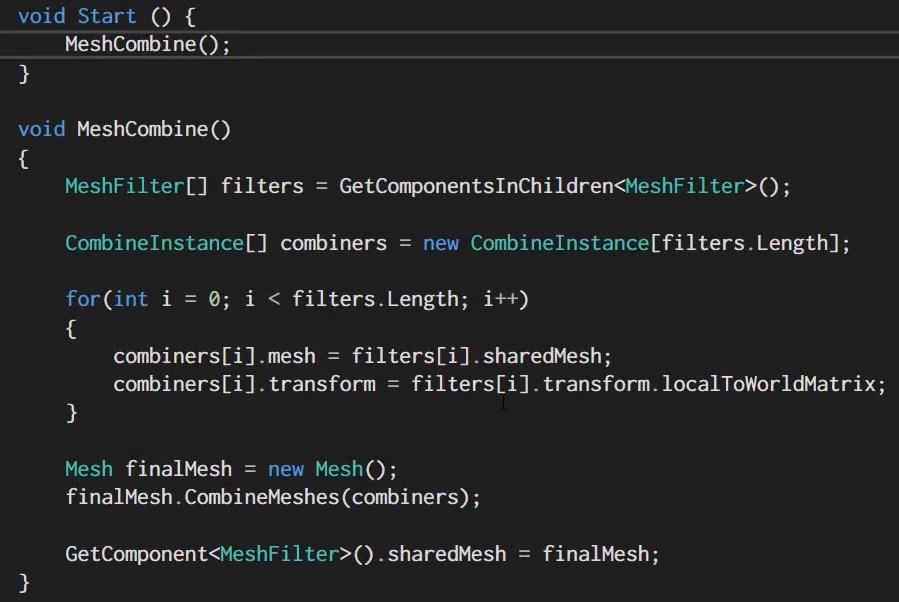 void Start () {
    MeshCombine();
}

void MeshCombine()
{
    MeshFilter[] filters = GetComponentsInChildren<MeshFilter>();

    CombineInstance[] combiners = new CombineInstance[filters.Length];

    for(int i = 0; i < filters.Length; i++)
    {
        combiners[i].mesh = filters[i].sharedMesh;
        combiners[i].transform = filters[i].transform.localToWorldMatrix;
    }

    Mesh finalMesh = new Mesh();
    finalMesh.CombineMeshes(combiners);

    GetComponent<MeshFilter>().sharedMesh = finalMesh;
}